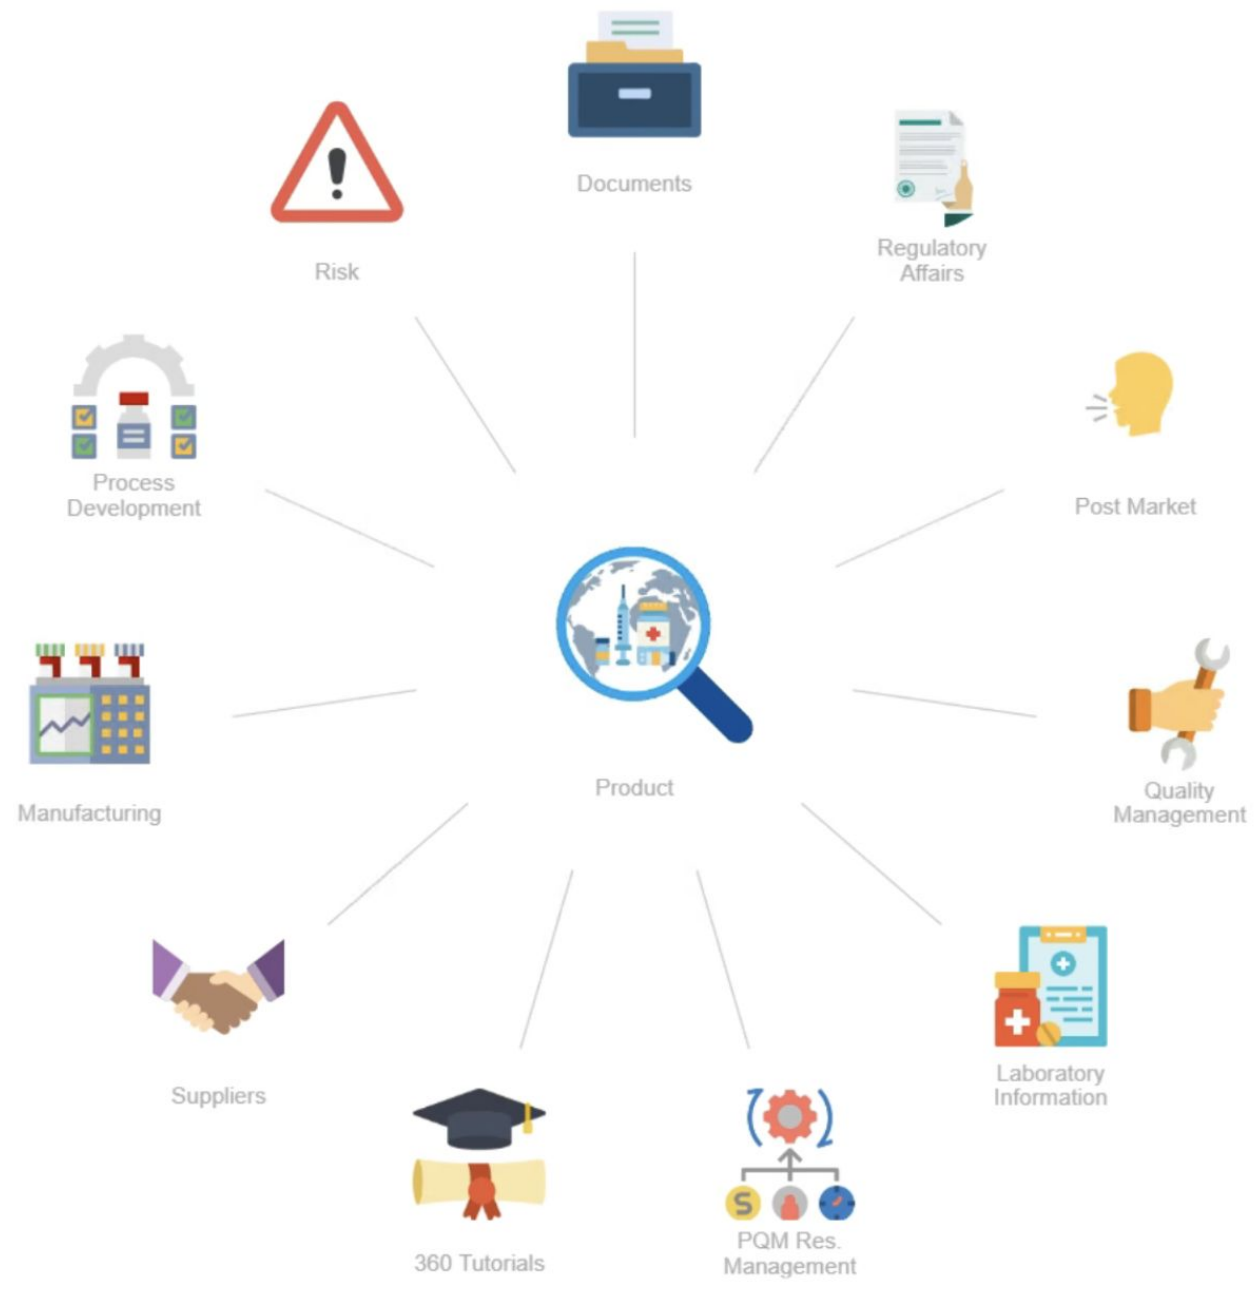 Documents
Regulatory
Affairs
Risk
Post Market
Process
Development
Product
Quality
Management
Manufacturing
Laboratory
Information
Suppliers
360 Tutorials
PQM Res.
Management